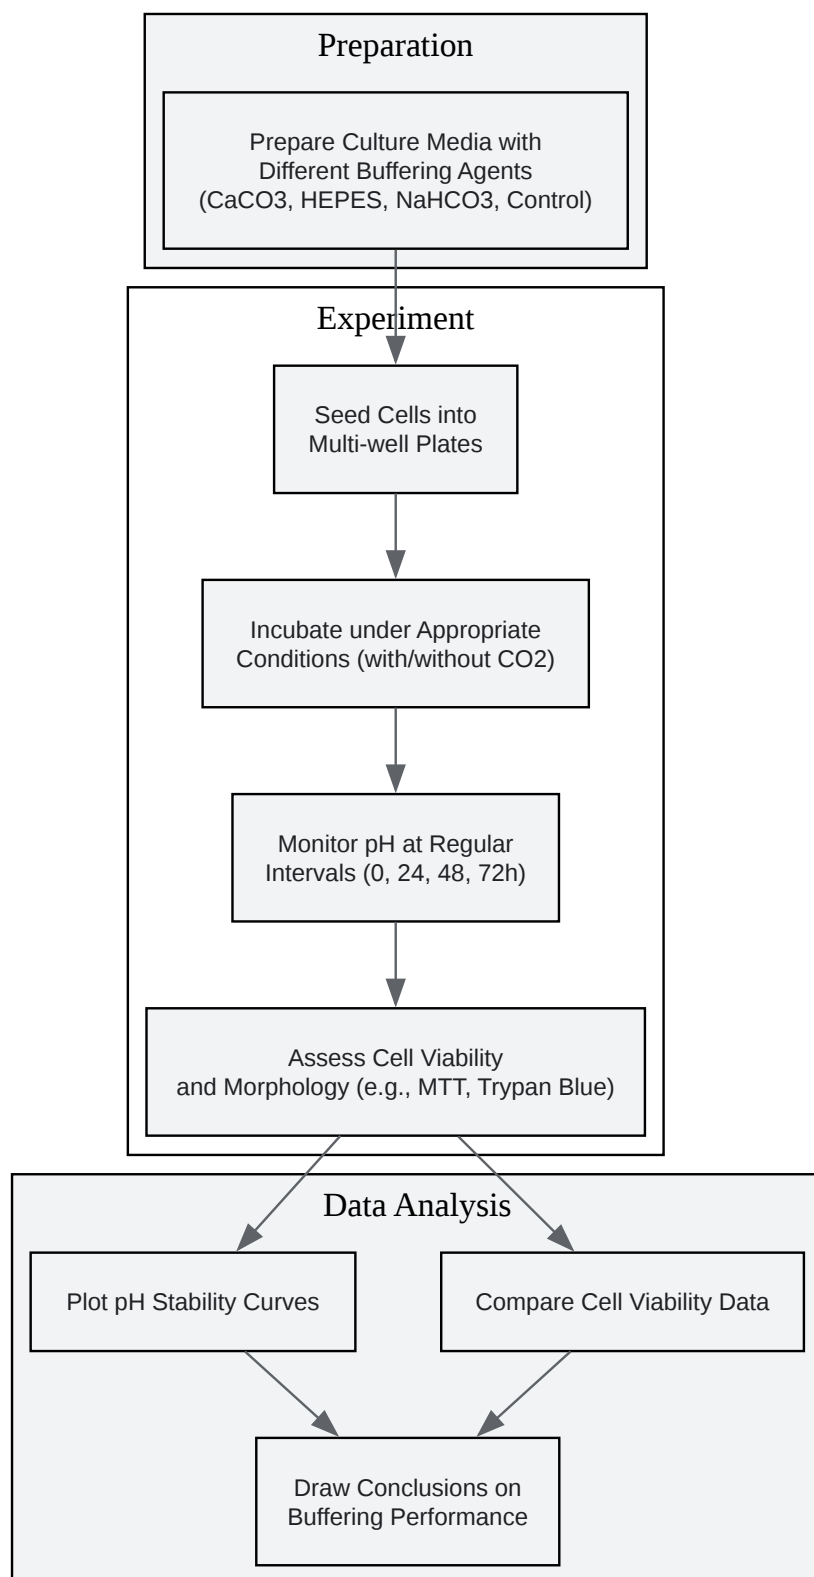 Preparation
Prepare Culture Media with
Different Buffering Agents
(CaCO3, HEPES, NaHCO3, Control)
Experiment
Seed Cells into
Multi-well Plates
Incubate under Appropriate
Conditions (with/without CO2)
Monitor pH at Regular
Intervals (0, 24, 48, 72h)
Assess Cell Viability
and Morphology (e.g., MTT, Trypan Blue)
Data Analysis
Plot pH Stability Curves
Compare Cell Viability Data
Draw Conclusions on
Buffering Performance